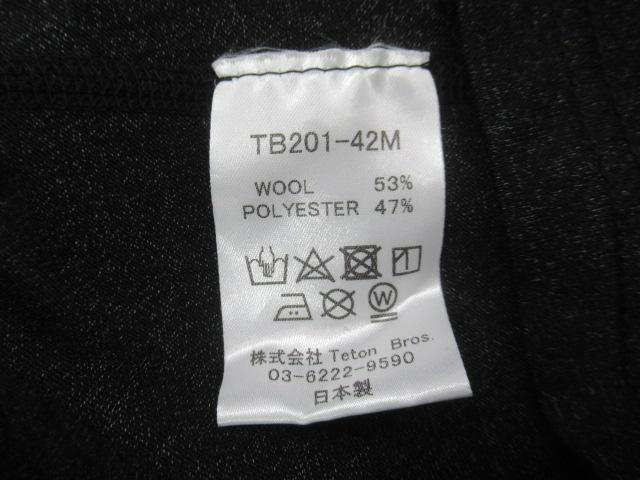 TB201-42M
WOOL 53%
POLYESTER 47%
W
株式会社 Teton Bros.
03-6222-9590
日本製